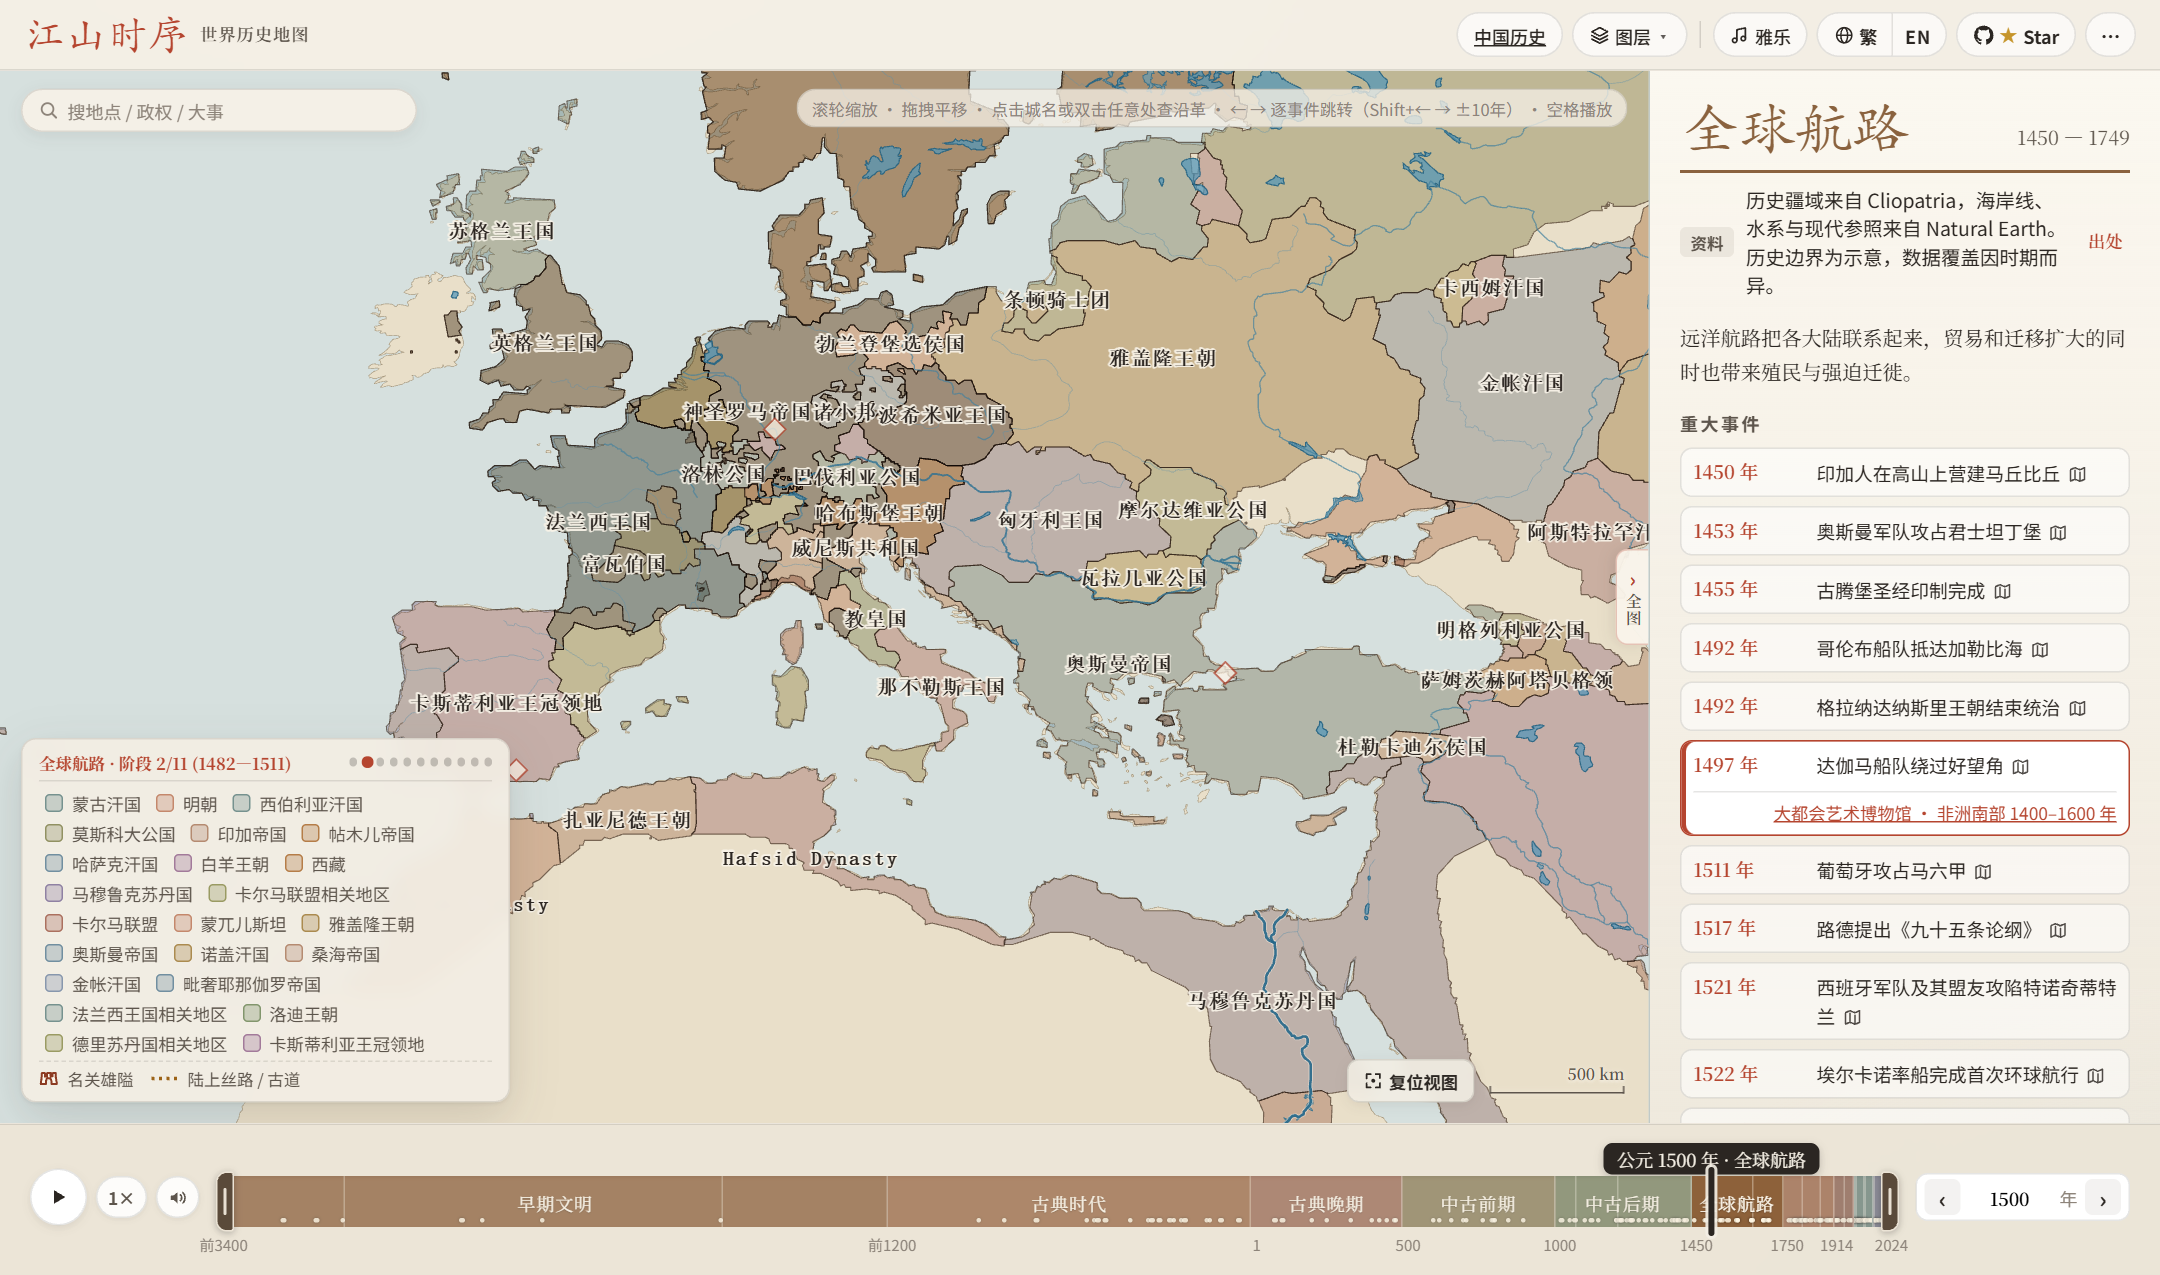 江山时序 世界历史地图
中国历史 图层 雅乐 繁 EN Star ···
搜地点 / 政权 / 大事
滚轮缩放 · 拖拽平移 · 点击城名或双击任意处查沿革 · ←→ 逐事件跳转（Shift+←→ ±10年） · 空格播放
苏格兰王国
英格兰王国
条顿骑士团
卡西姆汗国
勃兰登堡选侯国
雅盖隆王朝
金帐汗国
神圣罗马帝国诸小邦
波希米亚王国
洛林公国
巴伐利亚公国
法兰西王国
哈布斯堡王朝
匈牙利王国
摩尔达维亚公国
阿斯特拉罕汗
威尼斯共和国
富瓦伯国
瓦拉几亚公国
教皇国
明格列利亚公国
奥斯曼帝国
那不勒斯王国
萨姆茨赫阿塔贝格领
卡斯蒂利亚王冠领地
杜勒卡迪尔侯国
扎亚尼德王朝
Hafsid Dynasty
sty
马穆鲁克苏丹国
› 全图
复位视图
500 km
全球航路 · 阶段 2/11 (1482—1511)
蒙古汗国 明朝 西伯利亚汗国
莫斯科大公国 印加帝国 帖木儿帝国
哈萨克汗国 白羊王朝 西藏
马穆鲁克苏丹国 卡尔马联盟相关地区
卡尔马联盟 蒙兀儿斯坦 雅盖隆王朝
奥斯曼帝国 诺盖汗国 桑海帝国
金帐汗国 毗奢耶那伽罗帝国
法兰西王国相关地区 洛迪王朝
德里苏丹国相关地区 卡斯蒂利亚王冠领地
名关雄隘 陆上丝路 / 古道
全球航路 1450 — 1749
资料 历史疆域来自 Cliopatria，海岸线、
水系与现代参照来自 Natural Earth。
历史边界为示意，数据覆盖因时期而
异。
出处
远洋航路把各大陆联系起来，贸易和迁移扩大的同
时也带来殖民与强迫迁徙。
重大事件
1450 年 印加人在高山上营建马丘比丘
1453 年 奥斯曼军队攻占君士坦丁堡
1455 年 古腾堡圣经印制完成
1492 年 哥伦布船队抵达加勒比海
1492 年 格拉纳达纳斯里王朝结束统治
1497 年 达伽马船队绕过好望角
大都会艺术博物馆 · 非洲南部 1400–1600 年
1511 年 葡萄牙攻占马六甲
1517 年 路德提出《九十五条论纲》
1521 年 西班牙军队及其盟友攻陷特诺奇蒂特
兰
1522 年 埃尔卡诺率船完成首次环球航行
公元 1500 年 · 全球航路
1×
早期文明 古典时代 古典晚期 中古前期 中古后期 全球航路
‹ 1500 年 ›
前3400 前1200 1 500 1000 1450 1750 1914 2024